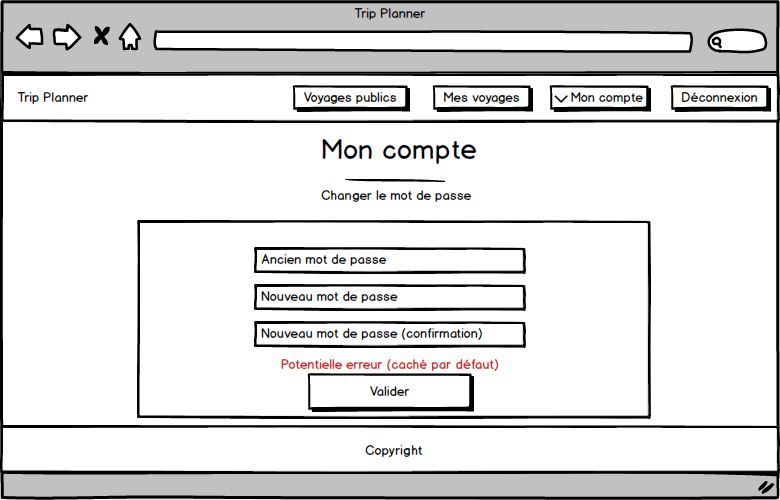 Trip Planner
Trip Planner
Voyages publics
Mes voyages
Mon compte
Déconnexion
Mon compte
Changer le mot de passe
Ancien mot de passe
Nouveau mot de passe
Nouveau mot de passe (confirmation)
Potentielle erreur (caché par défaut)
Valider
Copyright